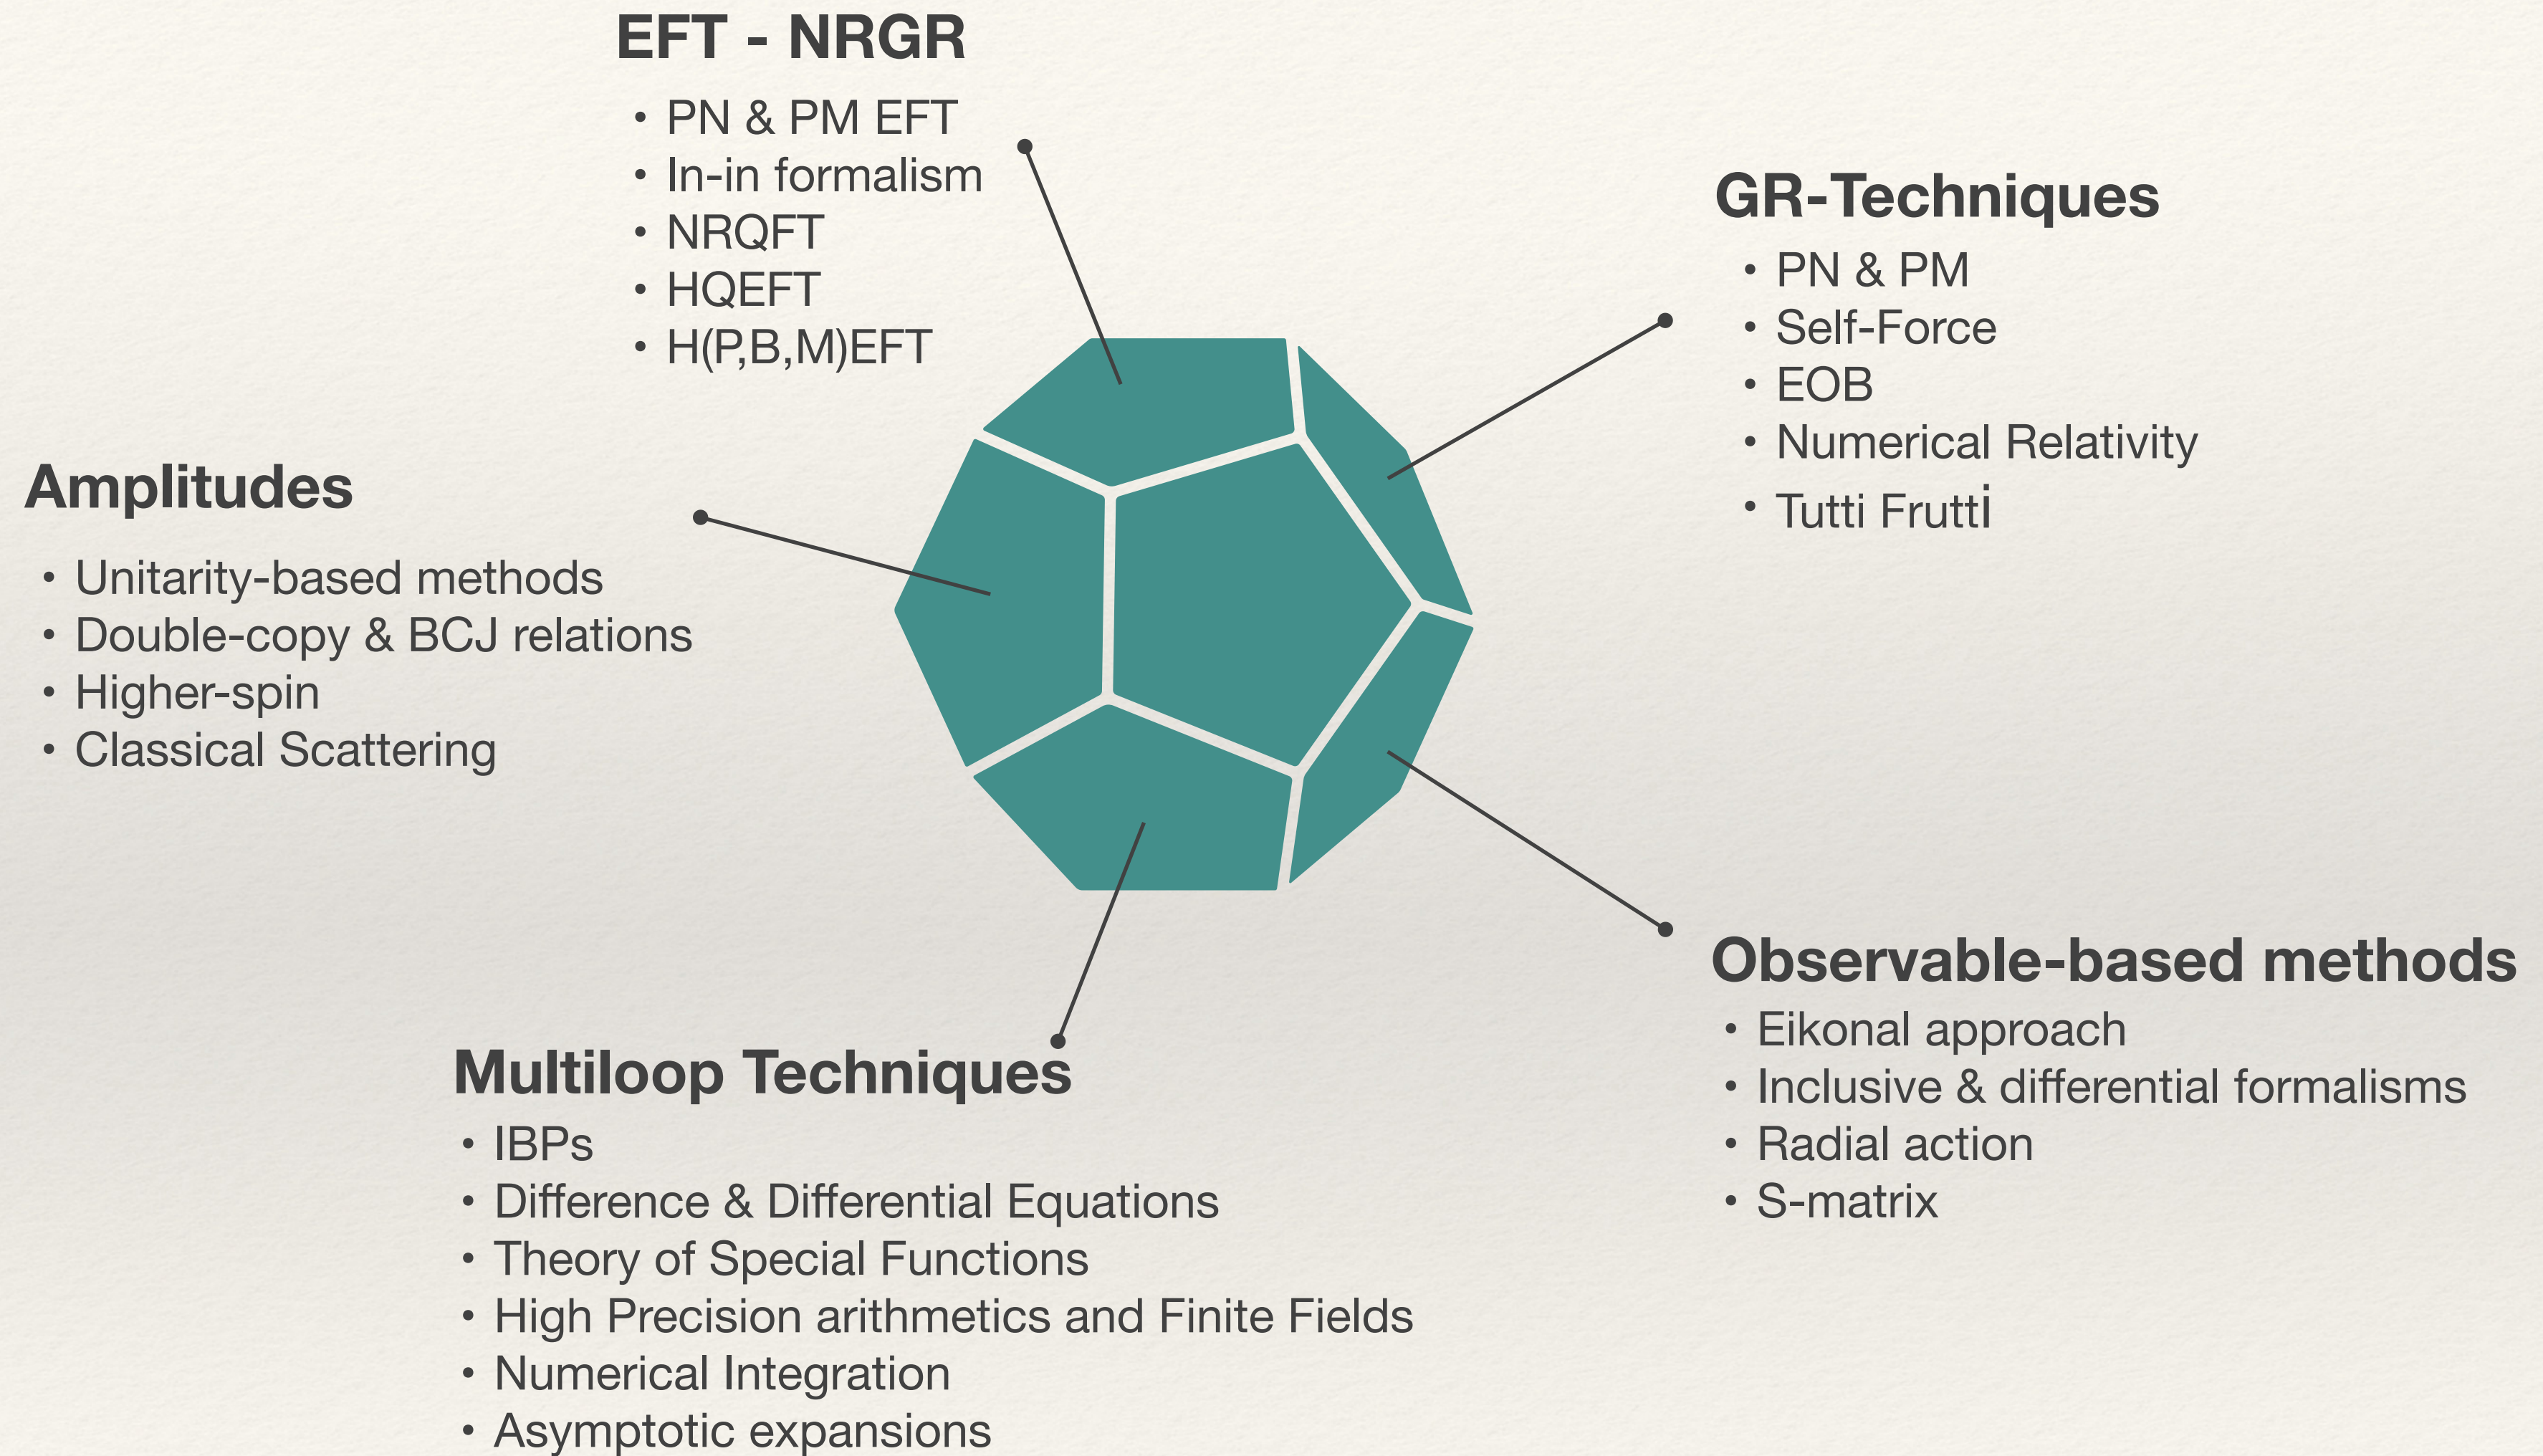 EFT - NRGR
• PN & PM EFT
• In-in formalism
• NRQFT
• HQEFT
• H(P,B,M)EFT
GR-Techniques
• PN & PM
• Self-Force
• EOB
• Numerical Relativity
• Tutti Frutti
Amplitudes
• Unitarity-based methods
• Double-copy & BCJ relations
• Higher-spin
• Classical Scattering
Observable-based methods
• Eikonal approach
• Inclusive & differential formalisms
• Radial action
• S-matrix
Multiloop Techniques
• IBPs
• Difference & Differential Equations
• Theory of Special Functions
• High Precision arithmetics and Finite Fields
• Numerical Integration
• Asymptotic expansions